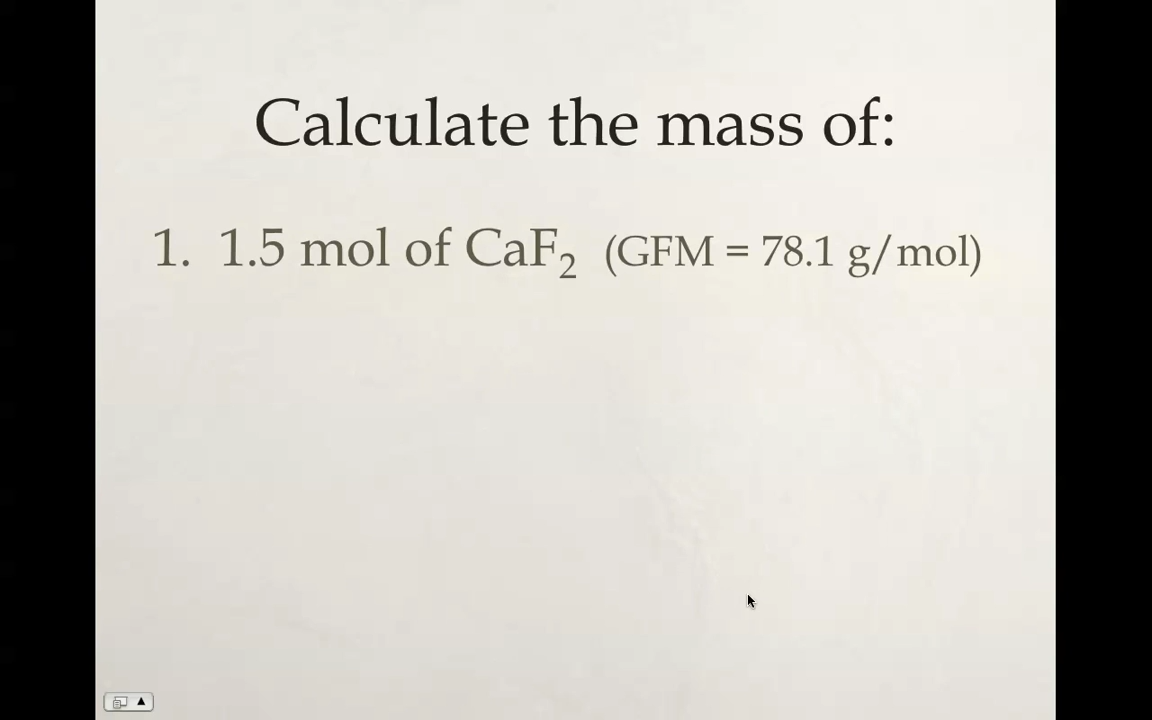 Calculate the mass of:
1. 1.5 mol of CaF₂ (GFM = 78.1 g/mol)